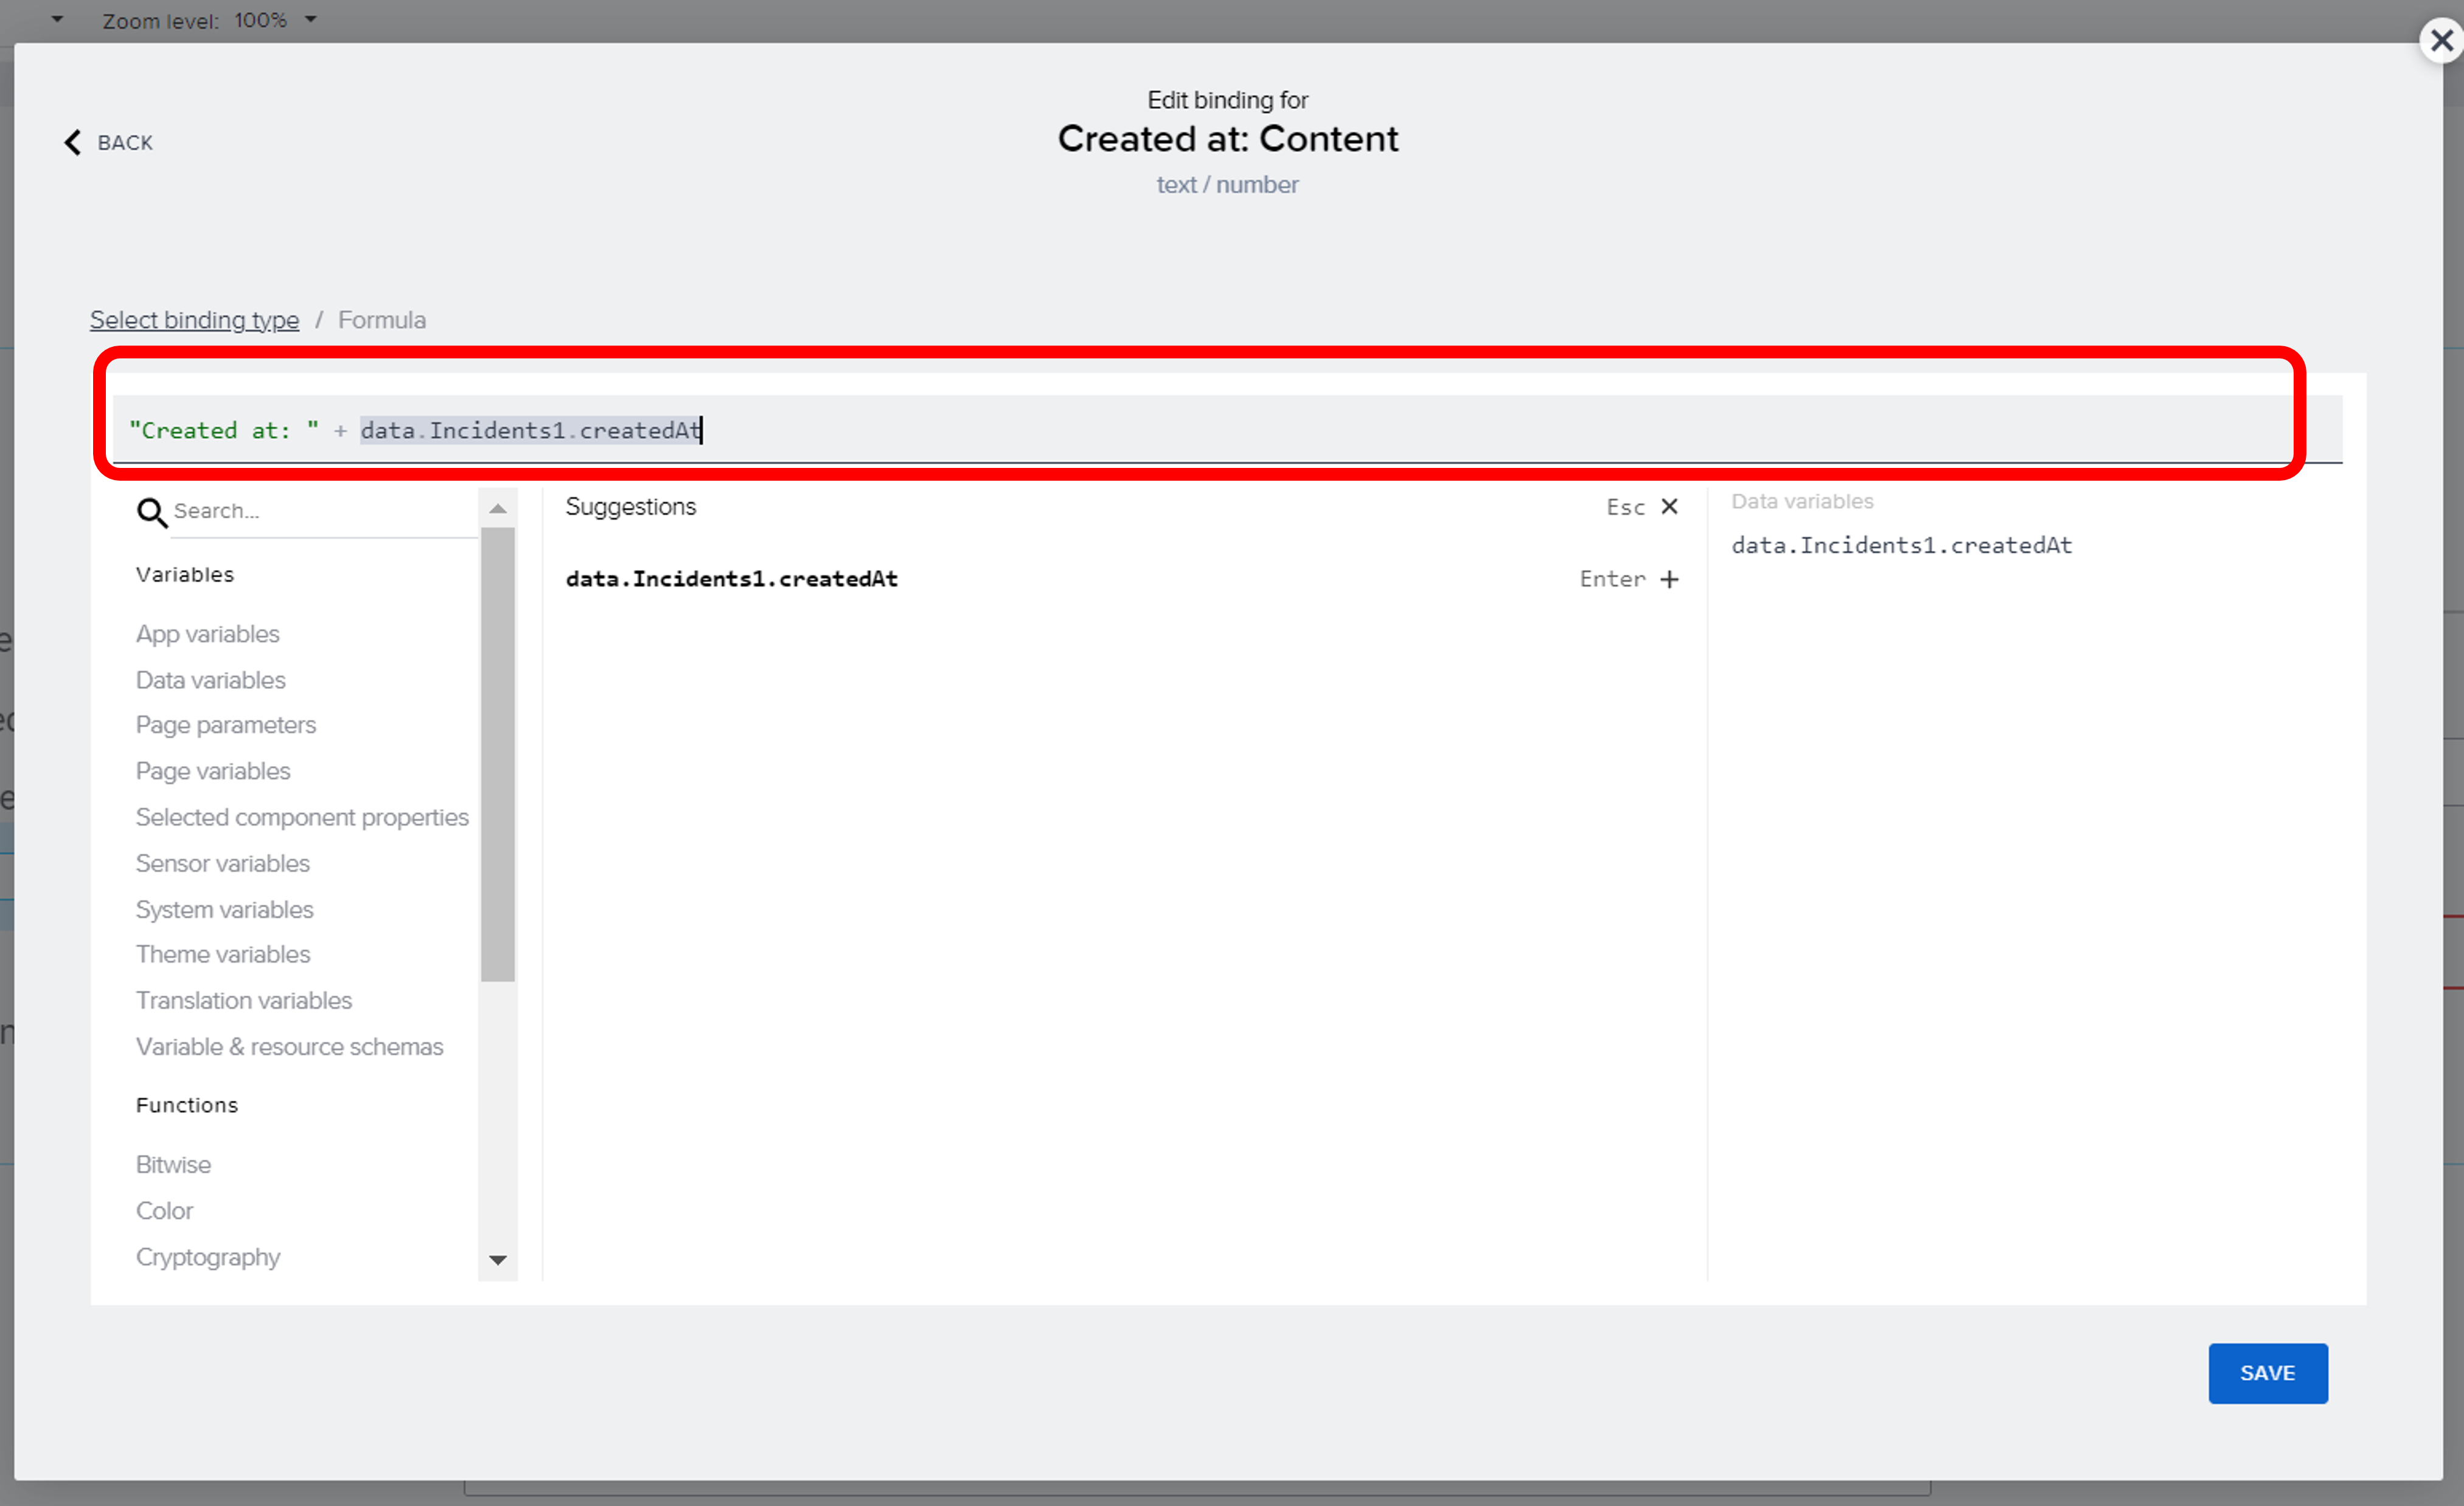 Zoom level: 100%
Edit binding for
BACK
Created at: Content
text / number
Select binding type / Formula
"Created at: " + data.Incidents1.createdAt
Search...
Suggestions
Esc
Data variables
data.Incidents1.createdAt
Variables
data.Incidents1.createdAt
Enter +
App variables
Data variables
Page parameters
Page variables
Selected component properties
Sensor variables
System variables
Theme variables
Translation variables
Variable & resource schemas
Functions
Bitwise
Color
Cryptography
SAVE